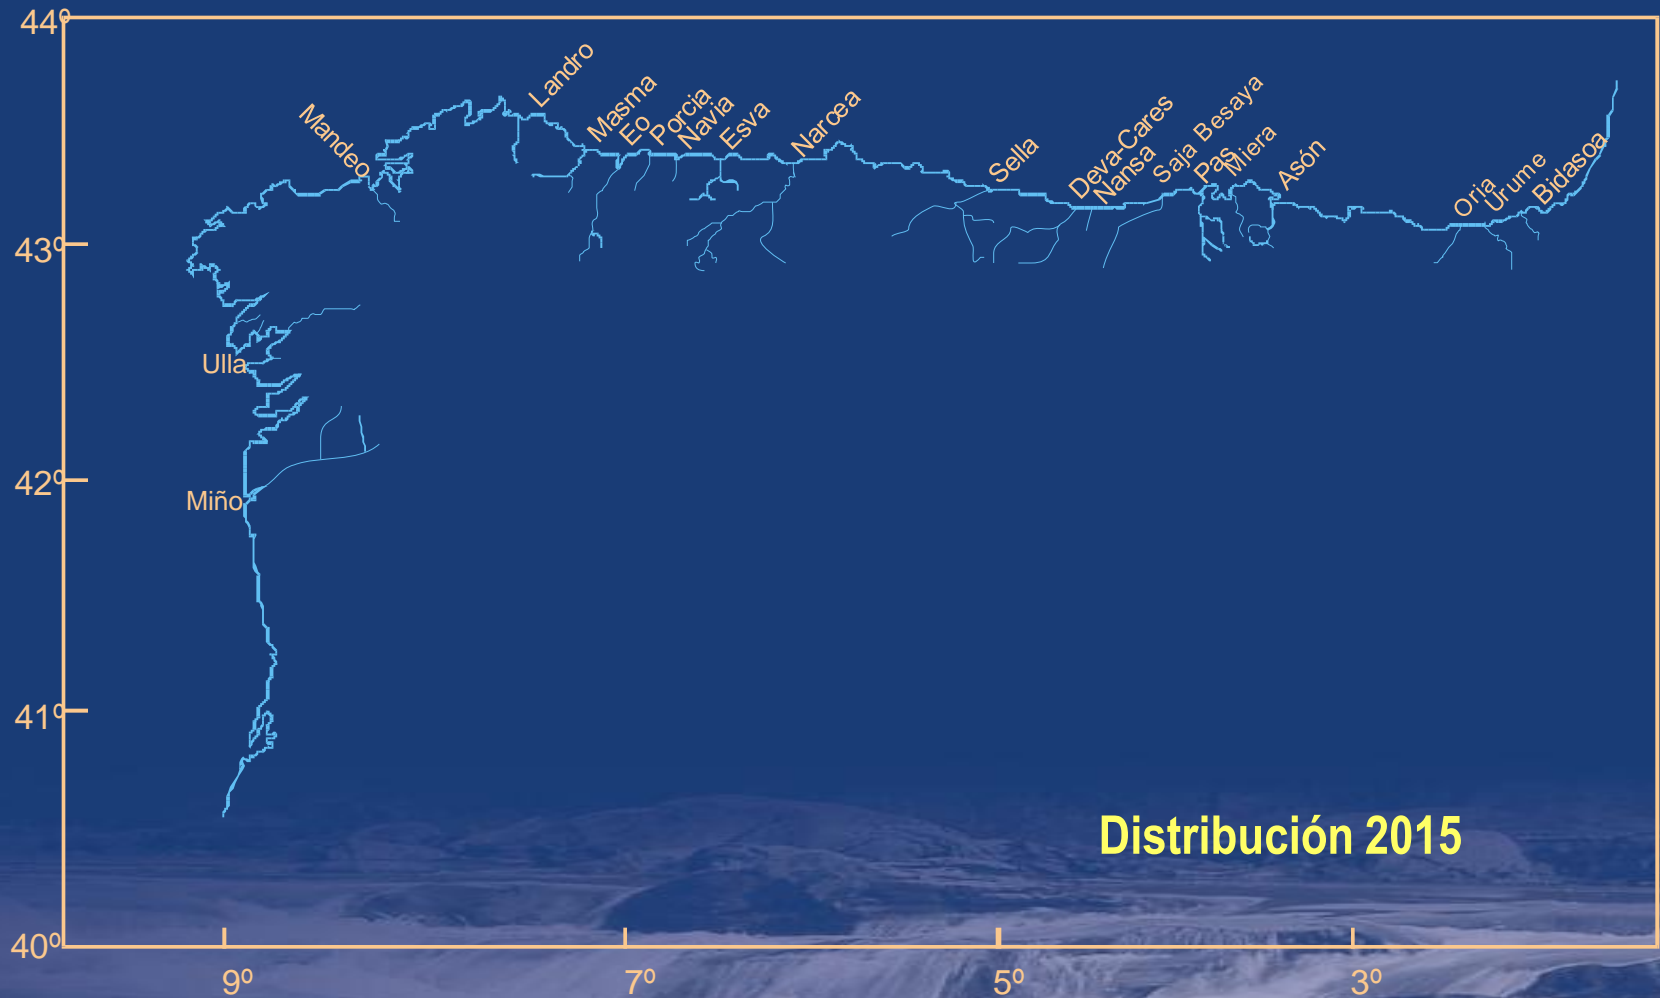 44º
Landro
Masma
Eo
Porcia
Navia
Esva
Narcea
Mandeo
Sella
Deva-Cares
Nansa
Saja Besaya
Pas
Miera
Asón
Oria
Urume
Bidasoa
43º
Ulla
42º
Miño
41º
Distribución 2015
40º
9º
7º
5º
3º